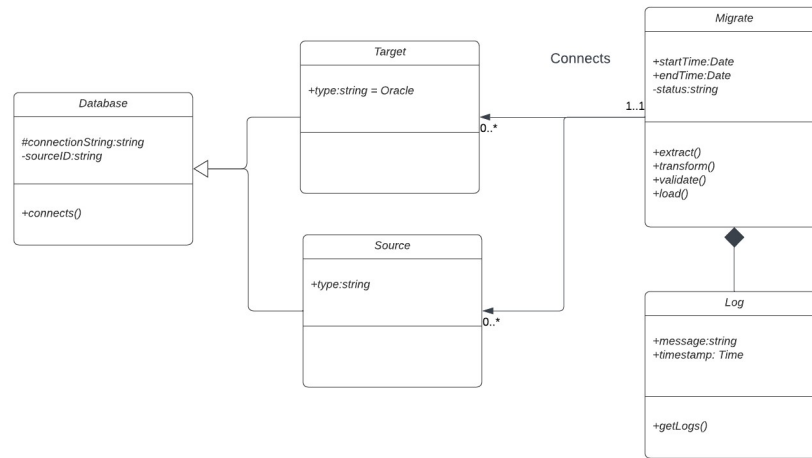 Database
#connectionString:string
-sourceID:string
+connects()
Target
+type:string = Oracle
Source
+type:string
Connects
1..1
0..*
0..*
Migrate
+startTime:Date
+endTime:Date
-status:string
+extract()
+transform()
+validate()
+load()
Log
+message:string
+timestamp: Time
+getLogs()